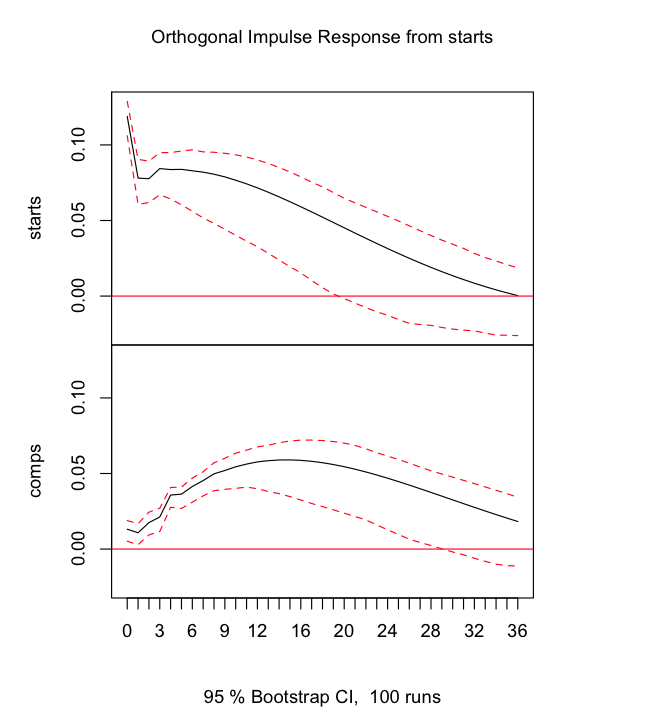 Orthogonal Impulse Response from starts
starts
0.10
0.05
0.00
comps
0.10
0.05
0.00
0 3 6 9 12 16 20 24 28 32 36
95 % Bootstrap CI,  100 runs